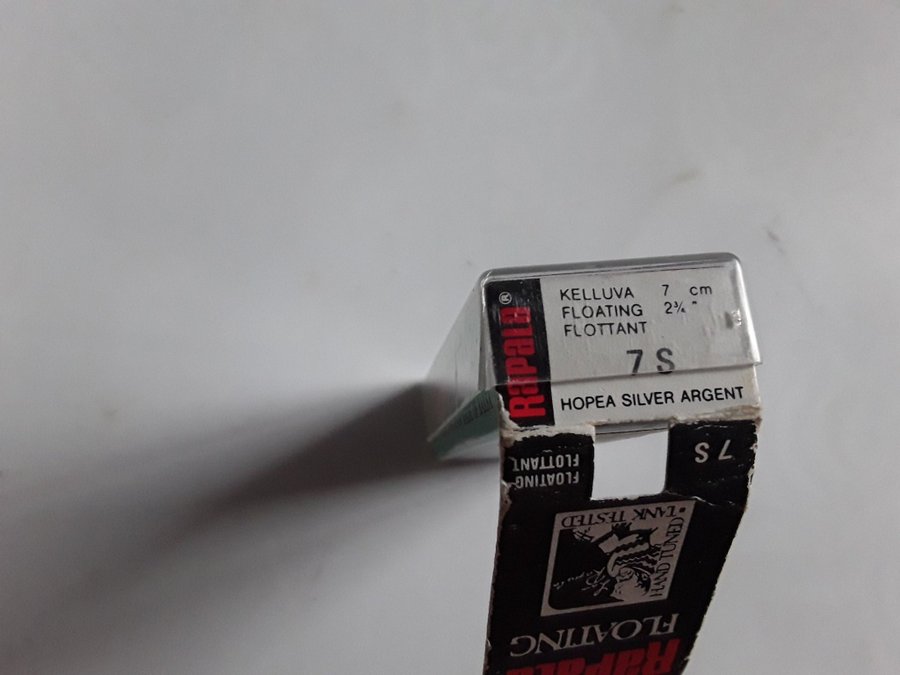 Rapala®
KELLUVA 7 cm
FLOATING 2¾"
FLOTTANT
7 S
HOPEA SILVER ARGENT
7 S
FLOATING
FLOTTANT
HAND TUNED • TANK TESTED
FLOATING
Rapala